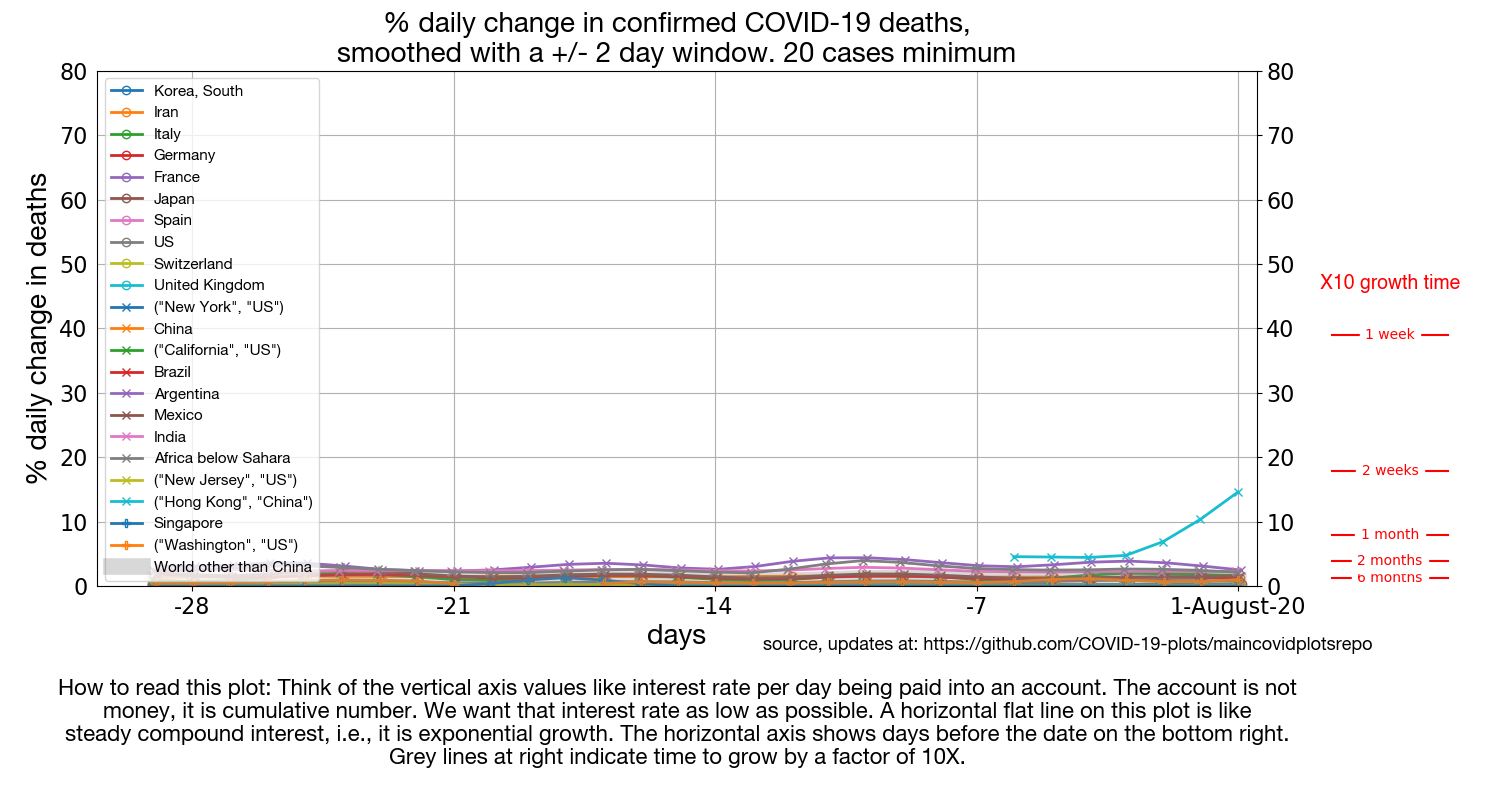 % daily change in confirmed COVID-19 deaths,
smoothed with a +/- 2 day window. 20 cases minimum
% daily change in deaths
80
70
60
50
40
30
20
10
0
Korea, South
Iran
Italy
Germany
France
Japan
Spain
US
Switzerland
United Kingdom
("New York", "US")
China
("California", "US")
Brazil
Argentina
Mexico
India
Africa below Sahara
("New Jersey", "US")
("Hong Kong", "China")
Singapore
("Washington", "US")
World other than China
80
70
60
50
40
30
20
10
0
X10 growth time
1 week
2 weeks
1 month
2 months
6 months
-28
-21
-14
-7
1-August-20
days
source, updates at: https://github.com/COVID-19-plots/maincovidplotsrepo
How to read this plot: Think of the vertical axis values like interest rate per day being paid into an account. The account is not
money, it is cumulative number. We want that interest rate as low as possible. A horizontal flat line on this plot is like
steady compound interest, i.e., it is exponential growth. The horizontal axis shows days before the date on the bottom right.
Grey lines at right indicate time to grow by a factor of 10X.